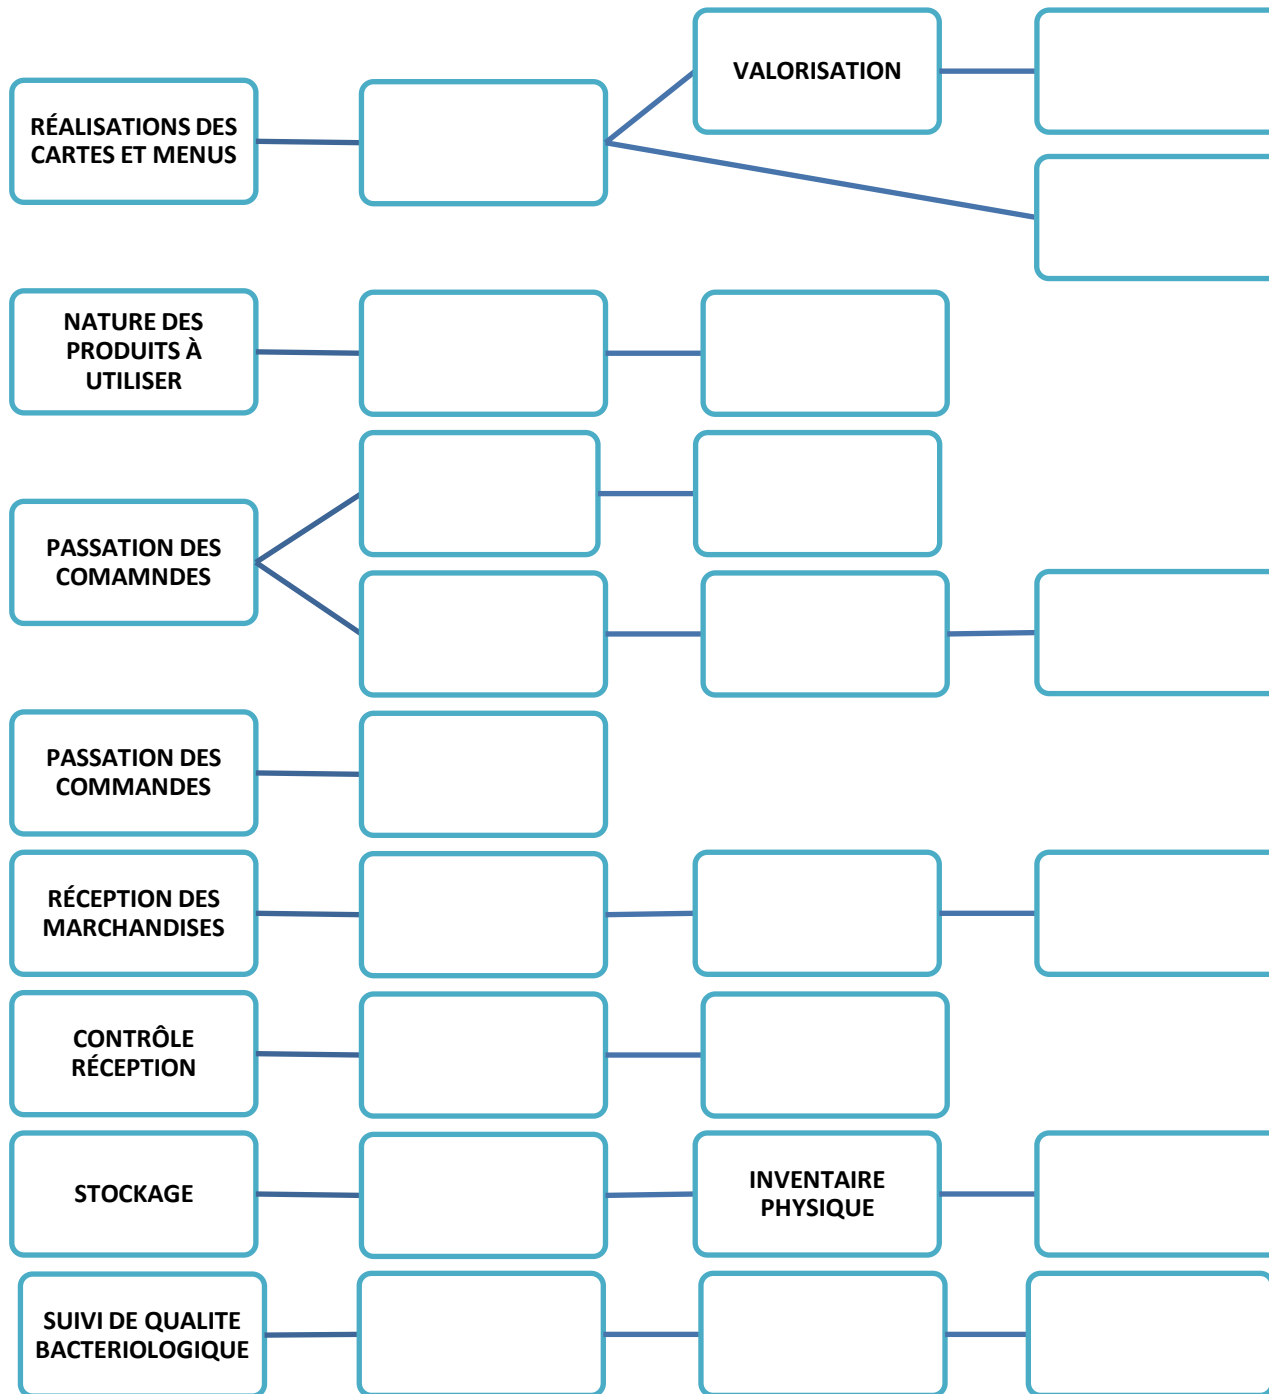 VALORISATION
RÉALISATIONS DES
CARTES ET MENUS
NATURE DES
PRODUITS À
UTILISER
PASSATION DES
COMAMNDES
PASSATION DES
COMMANDES
RÉCEPTION DES
MARCHANDISES
CONTRÔLE
RÉCEPTION
STOCKAGE
INVENTAIRE
PHYSIQUE
SUIVI DE QUALITE
BACTERIOLOGIQUE